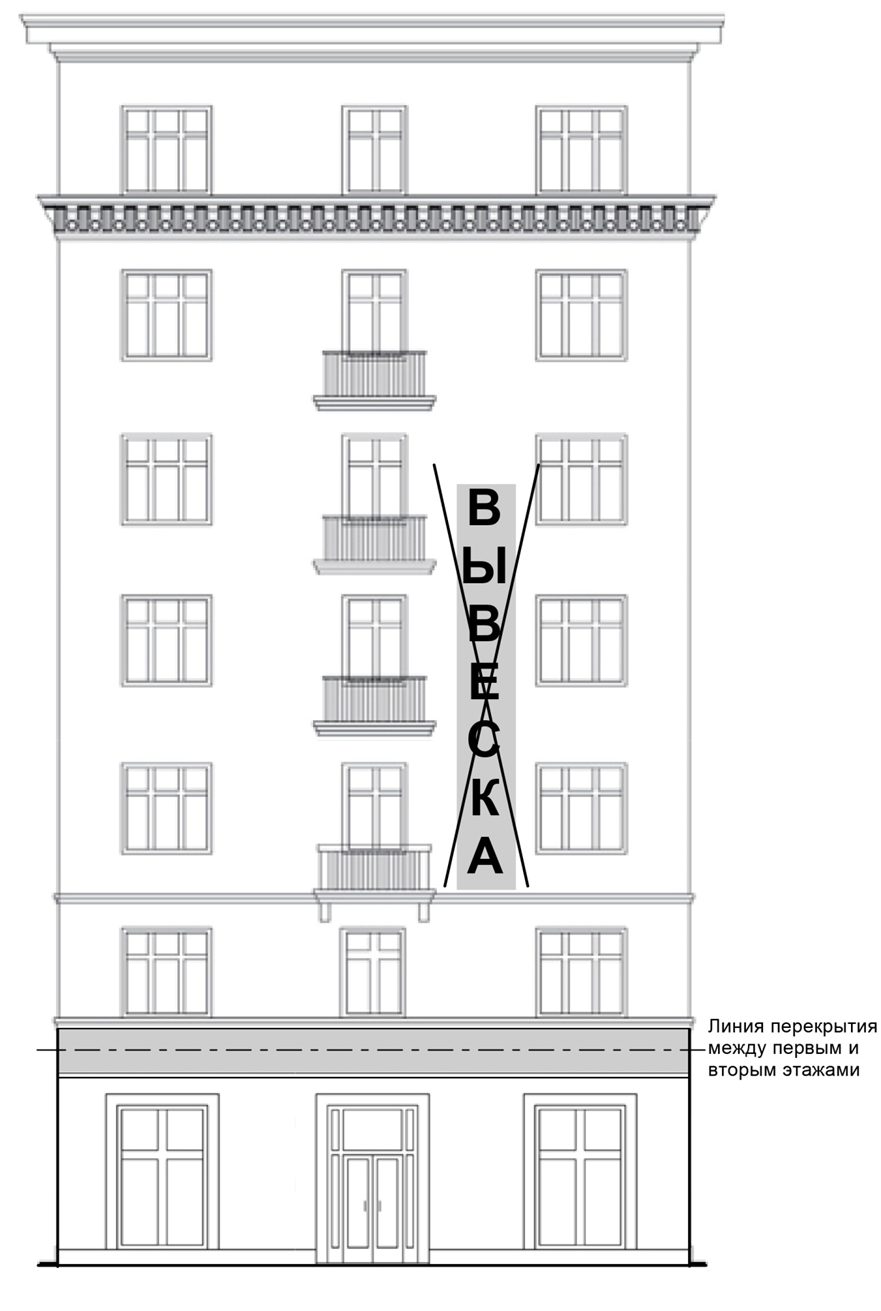 В
Ы
В
Е
С
К
А
Линия перекрытия
между первым и
вторым этажами